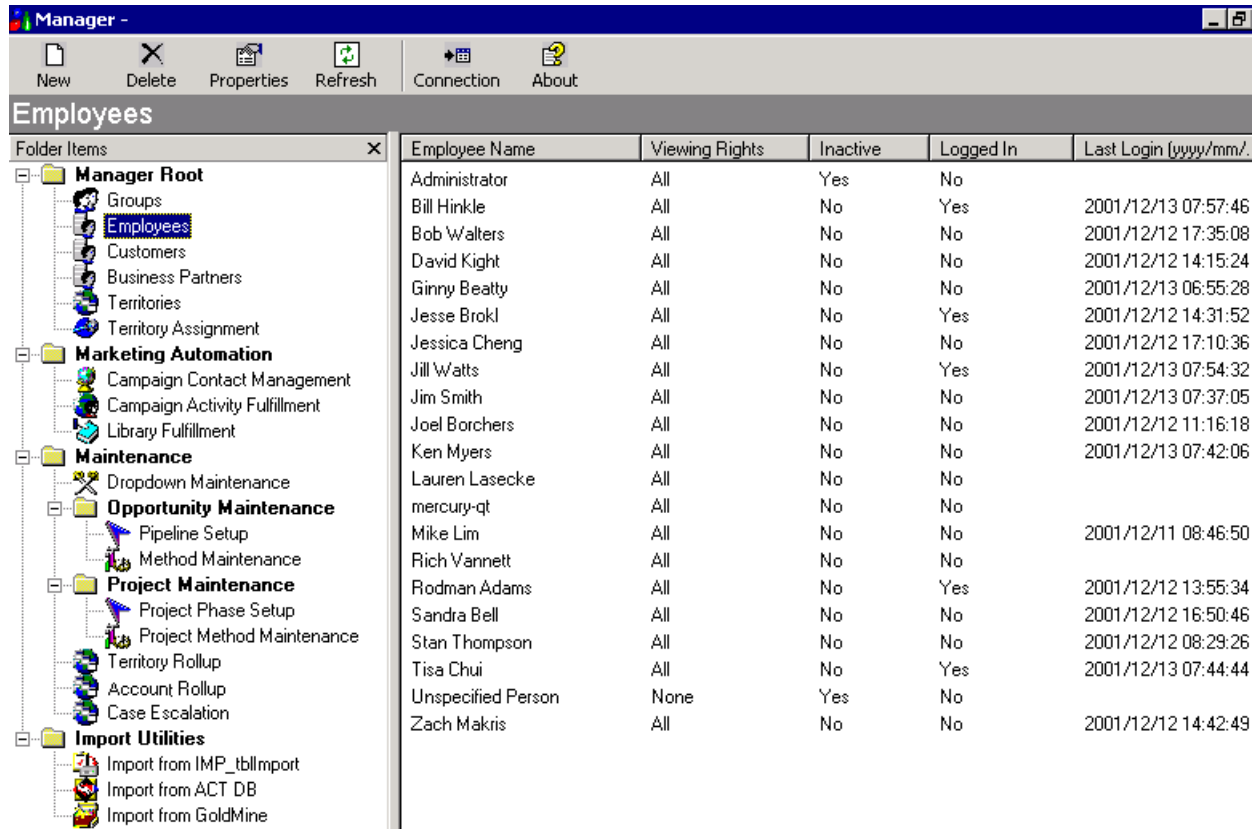 Manager -
New Delete Properties Refresh Connection About
Employees
Folder Items
Manager Root
Groups
Employees
Customers
Business Partners
Territories
Territory Assignment
Marketing Automation
Campaign Contact Management
Campaign Activity Fulfillment
Library Fulfillment
Maintenance
Dropdown Maintenance
Opportunity Maintenance
Pipeline Setup
Method Maintenance
Project Maintenance
Project Phase Setup
Project Method Maintenance
Territory Rollup
Account Rollup
Case Escalation
Import Utilities
Import from IMP_tblImport
Import from ACT DB
Import from GoldMine
Employee Name Viewing Rights Inactive Logged In Last Login (yyyy/mm/.
Administrator All Yes No
Bill Hinkle All No Yes 2001/12/13 07:57:46
Bob Walters All No No 2001/12/12 17:35:08
David Kight All No No 2001/12/12 14:15:24
Ginny Beatty All No No 2001/12/13 06:55:28
Jesse Brokl All No Yes 2001/12/12 14:31:52
Jessica Cheng All No No 2001/12/12 17:10:36
Jill Watts All No Yes 2001/12/13 07:54:32
Jim Smith All No No 2001/12/13 07:37:05
Joel Borchers All No No 2001/12/12 11:16:18
Ken Myers All No No 2001/12/13 07:42:06
Lauren Lasecke All No No
mercury-qt All No No
Mike Lim All No No 2001/12/11 08:46:50
Rich Vannett All No No
Rodman Adams All No Yes 2001/12/12 13:55:34
Sandra Bell All No No 2001/12/12 16:50:46
Stan Thompson All No No 2001/12/12 08:29:26
Tisa Chui All No Yes 2001/12/13 07:44:44
Unspecified Person None Yes No
Zach Makris All No No 2001/12/12 14:42:49